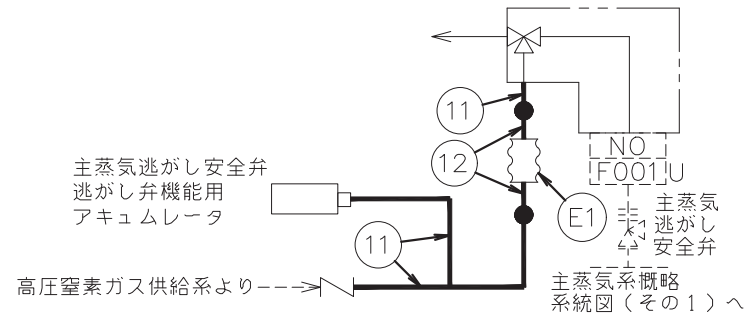 11
12
NO
F001U
主蒸気逃がし安全弁
逃がし弁機能用
アキュムレータ
E1
主蒸気
逃がし
安全弁
11
高圧窒素ガス供給系より
主蒸気系概略
系統図(その1)へ